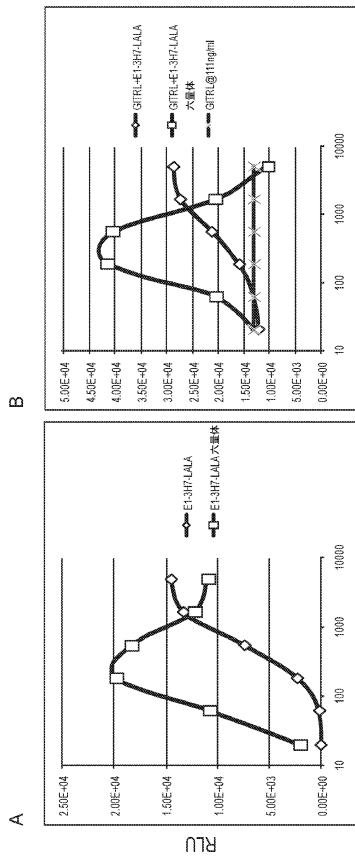 A
RLU
2.50E+04
2.00E+04
1.50E+04
1.00E+04
5.00E+03
0.00E+00
10
100
1000
10000
E1-3H7-LALA
E1-3H7-LALA 六量体
B
5.00E+04
4.50E+04
4.00E+04
3.50E+04
3.00E+04
2.50E+04
2.00E+04
1.50E+04
1.00E+04
5.00E+03
0.00E+00
10
100
1000
10000
GITRL+E1-3H7-LALA
GITRL+E1-3H7-LALA
六量体
GITRL@111ng/ml